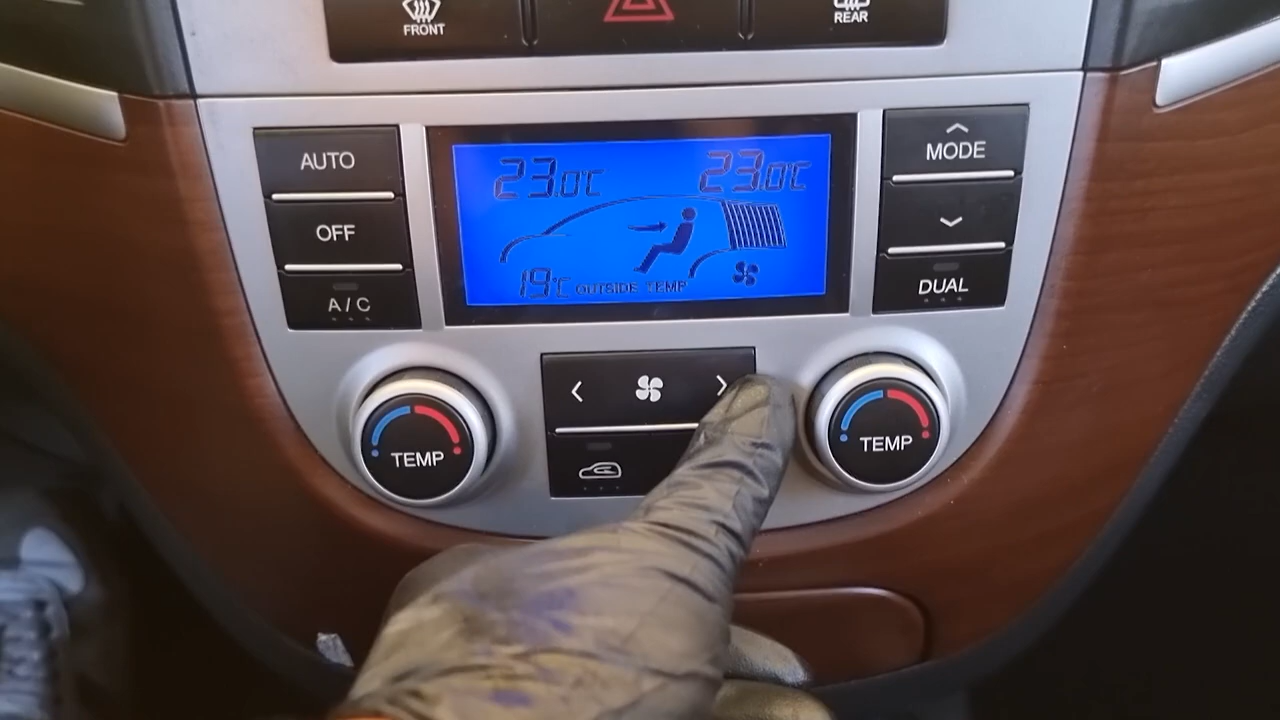 FRONT
REAR
AUTO
23.0°C
23.0°C
MODE
OFF
19°C OUTSIDE TEMP
A/C
DUAL
TEMP
TEMP